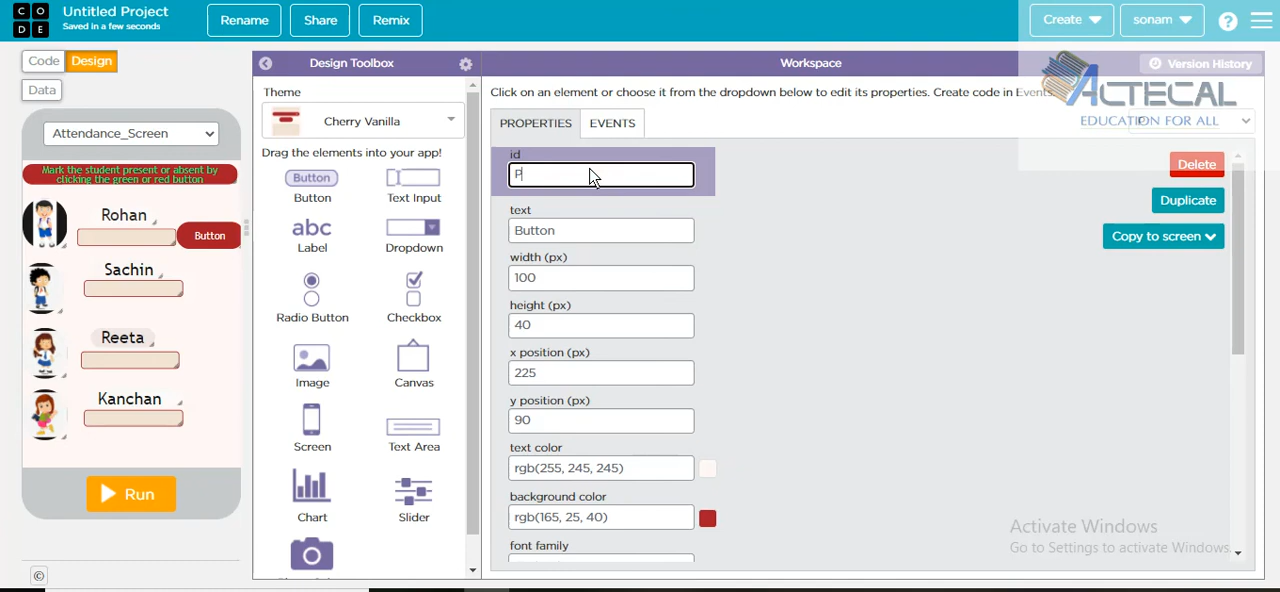 C O
D E
Untitled Project
Saved in a few seconds
Rename
Share
Remix
Create
sonam
?
Code
Design
Data
Design Toolbox
Workspace
Version History
Click on an element or choose it from the dropdown below to edit its properties. Create code in Events.
ACTECAL
EDUCATION FOR ALL
Attendance_Screen
Theme
Cherry Vanilla
Drag the elements into your app!
PROPERTIES
EVENTS
Mark the student present or absent by
clicking the green or red button
Rohan
Button
Sachin
Reeta
Kanchan
Run
©
Button
Button
Text Input
abc
Label
Dropdown
Radio Button
Checkbox
Image
Canvas
Screen
Text Area
Chart
Slider
id
P
text
Button
width (px)
100
height (px)
40
x position (px)
225
y position (px)
90
text color
rgb(255, 245, 245)
background color
rgb(165, 25, 40)
font family
Delete
Duplicate
Copy to screen
Activate Windows
Go to Settings to activate Windows.